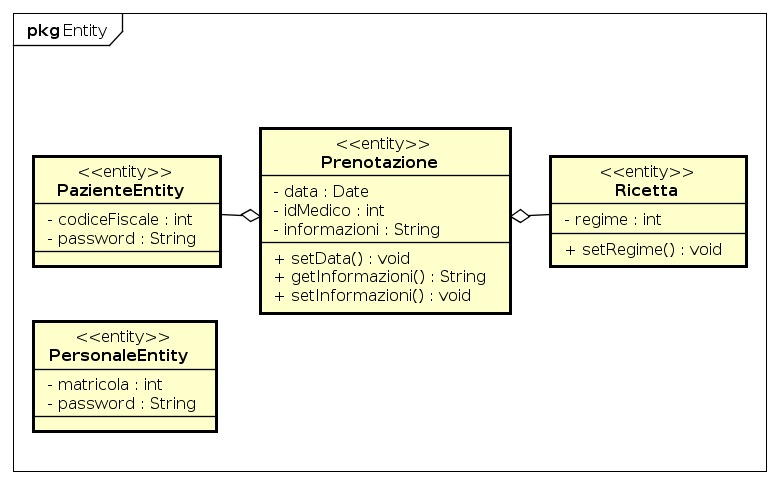 pkg Entity
<<entity>>
PazienteEntity
- codiceFiscale : int
- password : String
<<entity>>
Prenotazione
- data : Date
- idMedico : int
- informazioni : String
+ setData() : void
+ getInformazioni() : String
+ setInformazioni() : void
<<entity>>
Ricetta
- regime : int
+ setRegime() : void
<<entity>>
PersonaleEntity
- matricola : int
- password : String